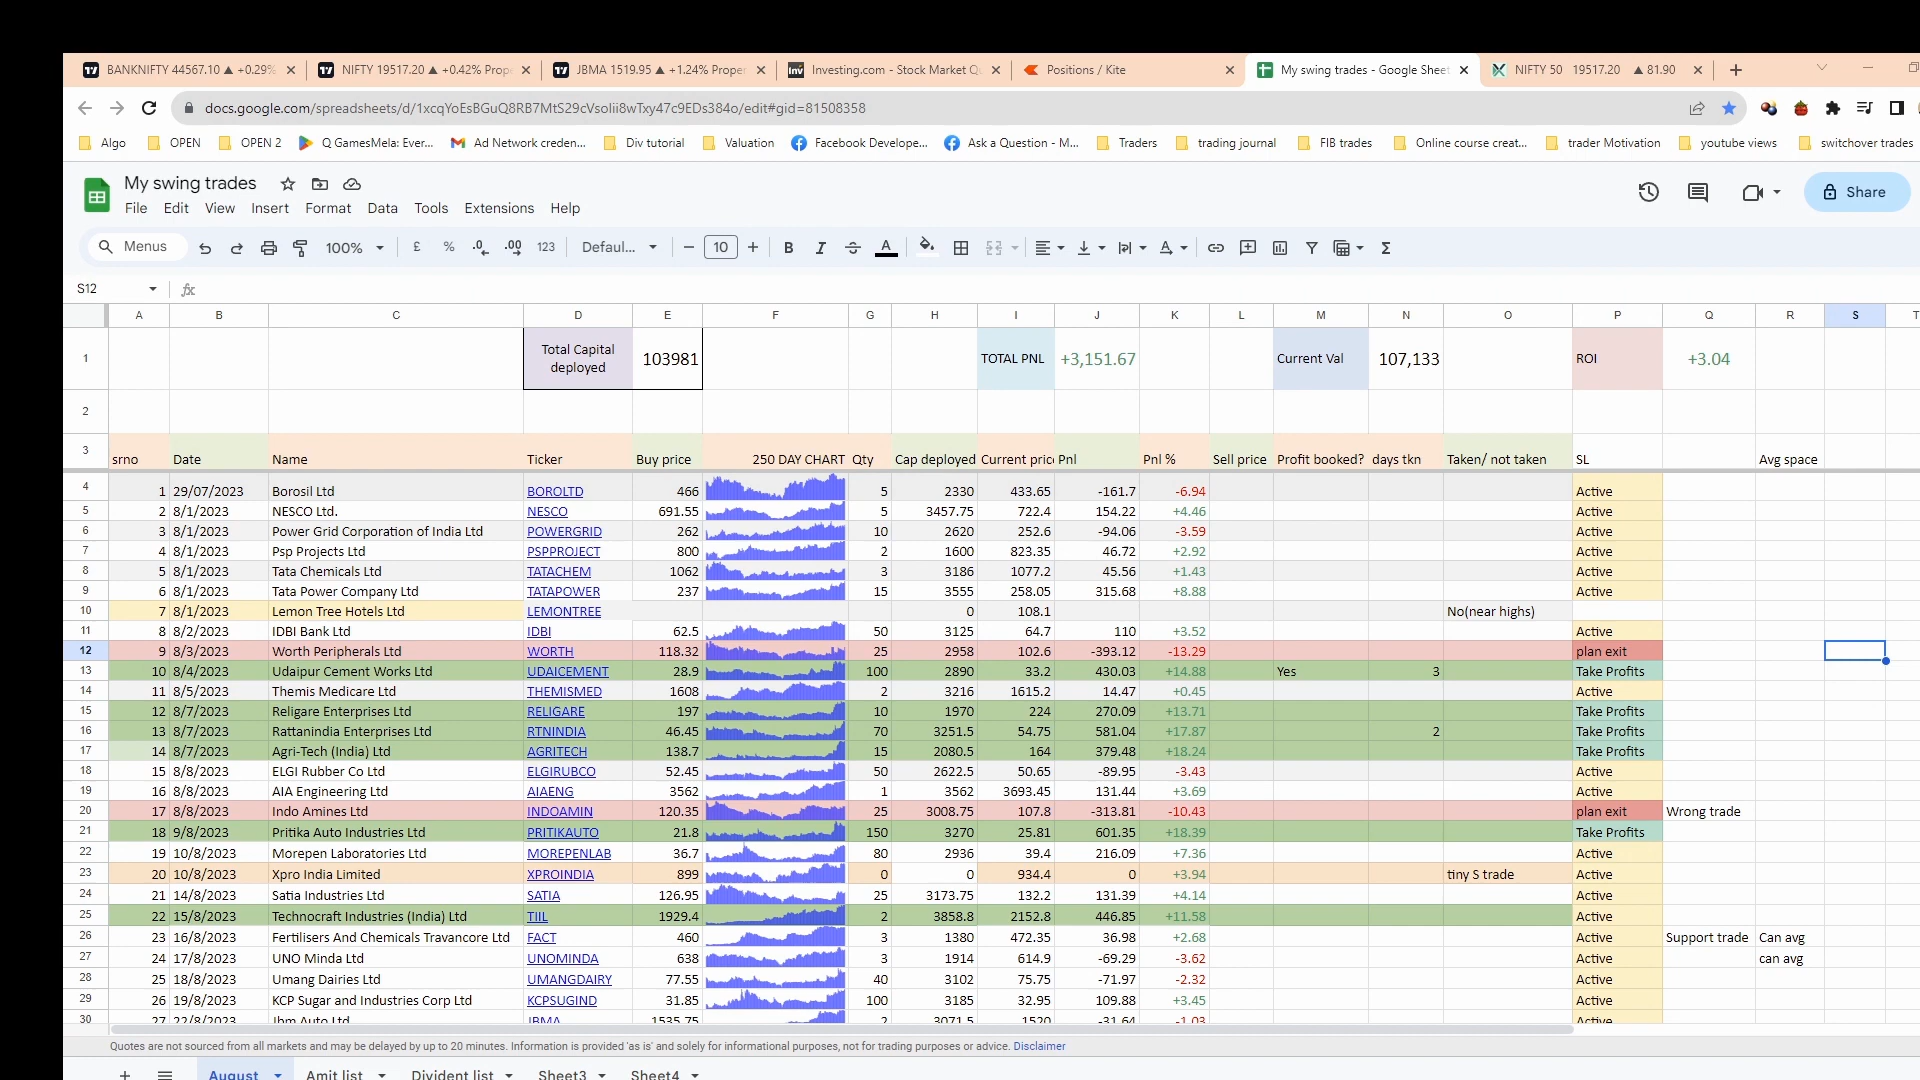 BANKNIFTY 44567.10 ▲ +0.29% NIFTY 19517.20 ▲ +0.42% Prope JBMA 1519.95 ▲ +1.24% Proper Investing.com - Stock Market Qu Positions / Kite My swing trades - Google Sheet NIFTY 50 19517.20 ▲ 81.90
docs.google.com/spreadsheets/d/1xcqYoEsBGuQ8RB7MtS29cVsolii8wTxy47c9EDs384o/edit#gid=81508358
Algo OPEN OPEN 2 Q GamesMela: Ever... Ad Network creden... Div tutorial Valuation Facebook Develope... Ask a Question - M... Traders trading journal FIB trades Online course creat... trader Motivation youtube views switchover trades
My swing trades
File Edit View Insert Format Data Tools Extensions Help
Share
Menus 100% £ % .0 .00 123 Defaul... 10 B I A
S12 fx
A B C D E F G H I J K L M N O P Q R S T
1 Total Capital deployed 103981 TOTAL PNL +3,151.67 Current Val 107,133 ROI +3.04
2
3 srno Date Name Ticker Buy price 250 DAY CHART Qty Cap deployed Current pric Pnl Pnl % Sell price Profit booked? days tkn Taken/ not taken SL Avg space
4 1 29/07/2023 Borosil Ltd BOROLTD 466 5 2330 433.65 -161.7 -6.94 Active
5 2 8/1/2023 NESCO Ltd. NESCO 691.55 5 3457.75 722.4 154.22 +4.46 Active
6 3 8/1/2023 Power Grid Corporation of India Ltd POWERGRID 262 10 2620 252.6 -94.06 -3.59 Active
7 4 8/1/2023 Psp Projects Ltd PSPPROJECT 800 2 1600 823.35 46.72 +2.92 Active
8 5 8/1/2023 Tata Chemicals Ltd TATACHEM 1062 3 3186 1077.2 45.56 +1.43 Active
9 6 8/1/2023 Tata Power Company Ltd TATAPOWER 237 15 3555 258.05 315.68 +8.88 Active
10 7 8/1/2023 Lemon Tree Hotels Ltd LEMONTREE 0 108.1 No(near highs)
11 8 8/2/2023 IDBI Bank Ltd IDBI 62.5 50 3125 64.7 110 +3.52 Active
12 9 8/3/2023 Worth Peripherals Ltd WORTH 118.32 25 2958 102.6 -393.12 -13.29 plan exit
13 10 8/4/2023 Udaipur Cement Works Ltd UDAICEMENT 28.9 100 2890 33.2 430.03 +14.88 Yes 3 Take Profits
14 11 8/5/2023 Themis Medicare Ltd THEMISMED 1608 2 3216 1615.2 14.47 +0.45 Active
15 12 8/7/2023 Religare Enterprises Ltd RELIGARE 197 10 1970 224 270.09 +13.71 Take Profits
16 13 8/7/2023 Rattanindia Enterprises Ltd RTNINDIA 46.45 70 3251.5 54.75 581.04 +17.87 2 Take Profits
17 14 8/7/2023 Agri-Tech (India) Ltd AGRITECH 138.7 15 2080.5 164 379.48 +18.24 Take Profits
18 15 8/8/2023 ELGI Rubber Co Ltd ELGIRUBCO 52.45 50 2622.5 50.65 -89.95 -3.43 Active
19 16 8/8/2023 AIA Engineering Ltd AIAENG 3562 1 3562 3693.45 131.44 +3.69 Active
20 17 8/8/2023 Indo Amines Ltd INDOAMIN 120.35 25 3008.75 107.8 -313.81 -10.43 plan exit Wrong trade
21 18 9/8/2023 Pritika Auto Industries Ltd PRITIKAUTO 21.8 150 3270 25.81 601.35 +18.39 Take Profits
22 19 10/8/2023 Morepen Laboratories Ltd MOREPENLAB 36.7 80 2936 39.4 216.09 +7.36 Active
23 20 10/8/2023 Xpro India Limited XPROINDIA 899 0 0 934.4 0 +3.94 tiny S trade Active
24 21 14/8/2023 Satia Industries Ltd SATIA 126.95 25 3173.75 132.2 131.39 +4.14 Active
25 22 15/8/2023 Technocraft Industries (India) Ltd TIIL 1929.4 2 3858.8 2152.8 446.85 +11.58 Active
26 23 16/8/2023 Fertilisers And Chemicals Travancore Ltd FACT 460 3 1380 472.35 36.98 +2.68 Active Support trade Can avg
27 24 17/8/2023 UNO Minda Ltd UNOMINDA 638 3 1914 614.9 -69.29 -3.62 Active can avg
28 25 18/8/2023 Umang Dairies Ltd UMANGDAIRY 77.55 40 3102 75.75 -71.97 -2.32 Active
29 26 19/8/2023 KCP Sugar and Industries Corp Ltd KCPSUGIND 31.85 100 3185 32.95 109.88 +3.45 Active
30 27 22/8/2023 Jbm Auto Ltd JBMA 1535.75 2 3071.5 1520 -31.64 -1.03 Active
Quotes are not sourced from all markets and may be delayed by up to 20 minutes. Information is provided 'as is' and solely for informational purposes, not for trading purposes or advice. Disclaimer
August Amit list Divident list Sheet3 Sheet4